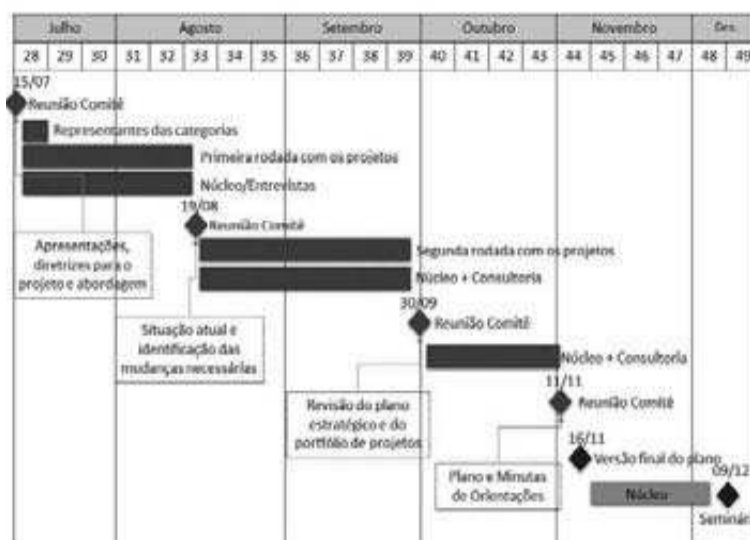 Julho Agosto Setembro Outubro Novembro Dez.
28 29 30 31 32 33 34 35 36 37 38 39 40 41 42 43 44 45 46 47 48 49
15/07
Reunião Comitê
Representantes das categorias
Primeira rodada com os projetos
Núcleo/Entrevistas
19/08
Reunião Comitê
Apresentações,
diretrizes para o
projeto e abordagem
Segunda rodada com os projetos
Núcleo + Consultoria
30/09
Reunião Comitê
Situação atual e
identificação das
mudanças necessárias
Núcleo + Consultoria
11/11
Reunião Comitê
Revisão do plano
estratégico e do
portfólio de projetos
16/11
Versão final do plano
Plano e Minutas
de Orientações
09/12
Núcleo
Seminári